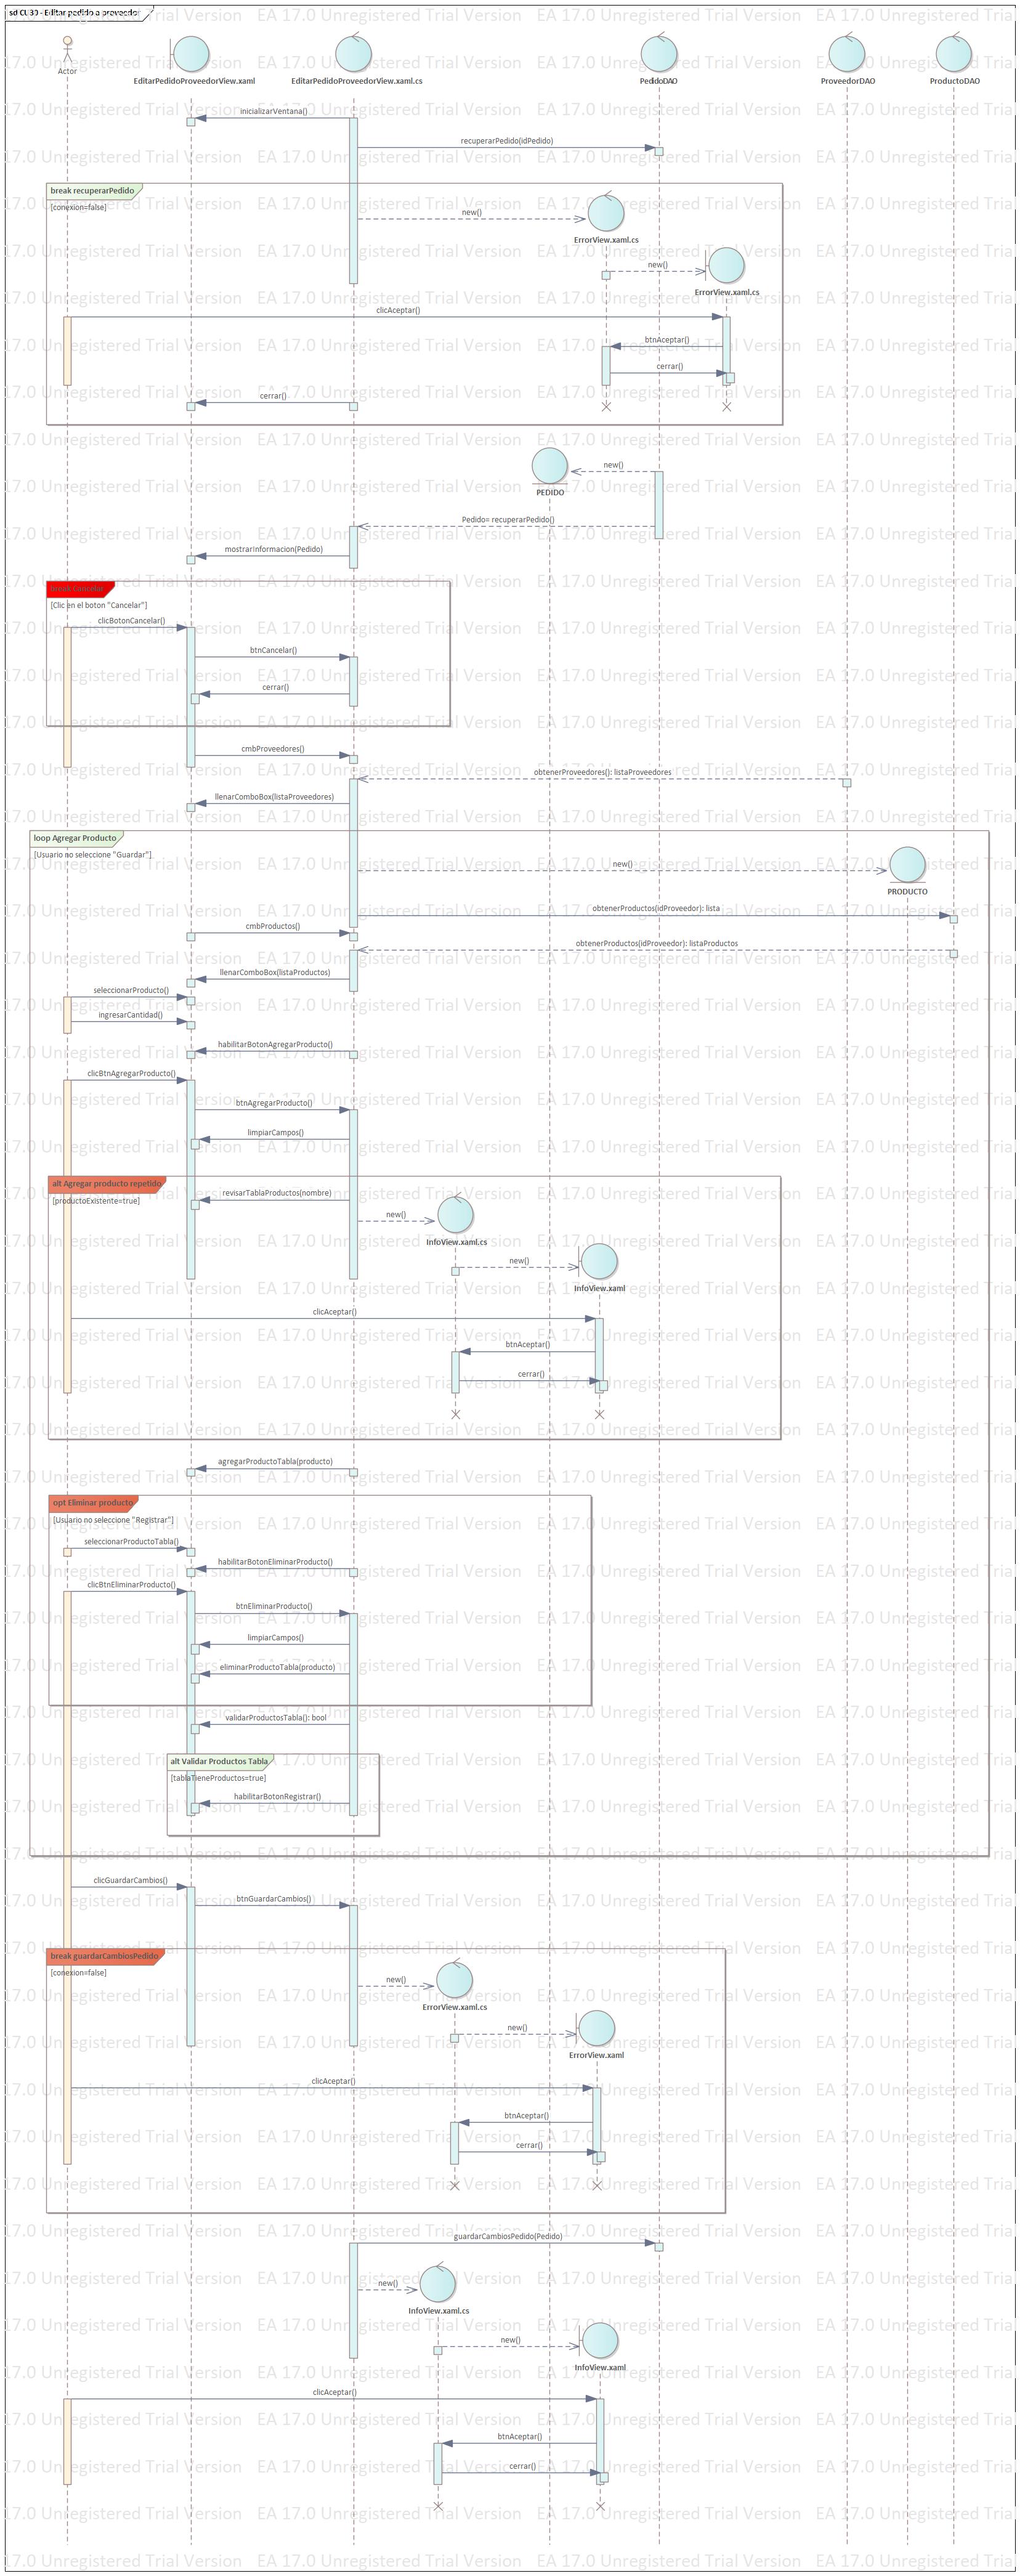 sd CU30 - Editar pedido a proveedor
Actor
EditarPedidoProveedorView.xaml
EditarPedidoProveedorView.xaml.cs
PedidoDAO
ProveedorDAO
ProductoDAO
inicializarVentana()
recuperarPedido(idPedido)
break recuperarPedido
[conexion=false]
new()
ErrorView.xaml.cs
new()
ErrorView.xaml.cs
clicAceptar()
btnAceptar()
cerrar()
cerrar()
new()
PEDIDO
Pedido= recuperarPedido()
mostrarInformacion(Pedido)
break Cancelar
[Clic en el boton "Cancelar"]
clicBotonCancelar()
btnCancelar()
cerrar()
cmbProveedores()
obtenerProveedores(): listaProveedores
llenarComboBox(listaProveedores)
loop Agregar Producto
[Usuario no seleccione "Guardar"]
new()
PRODUCTO
obtenerProductos(idProveedor): lista
cmbProductos()
obtenerProductos(idProveedor): listaProductos
llenarComboBox(listaProductos)
seleccionarProducto()
ingresarCantidad()
habilitarBotonAgregarProducto()
clicBtnAgregarProducto()
btnAgregarProducto()
limpiarCampos()
alt Agregar producto repetido
[productoExistente=true]
revisarTablaProductos(nombre)
new()
InfoView.xaml.cs
new()
InfoView.xaml
clicAceptar()
btnAceptar()
cerrar()
agregarProductoTabla(producto)
opt Eliminar producto
[Usuario no seleccione "Registrar"]
seleccionarProductoTabla()
habilitarBotonEliminarProducto()
clicBtnEliminarProducto()
btnEliminarProducto()
limpiarCampos()
eliminarProductoTabla(producto)
validarProductosTabla(): bool
alt Validar Productos Tabla
[tablaTieneProductos=true]
habilitarBotonRegistrar()
clicGuardarCambios()
btnGuardarCambios()
break guardarCambiosPedido
[conexion=false]
new()
ErrorView.xaml.cs
new()
ErrorView.xaml
clicAceptar()
btnAceptar()
cerrar()
guardarCambiosPedido(Pedido)
new()
InfoView.xaml.cs
new()
InfoView.xaml
clicAceptar()
btnAceptar()
cerrar()